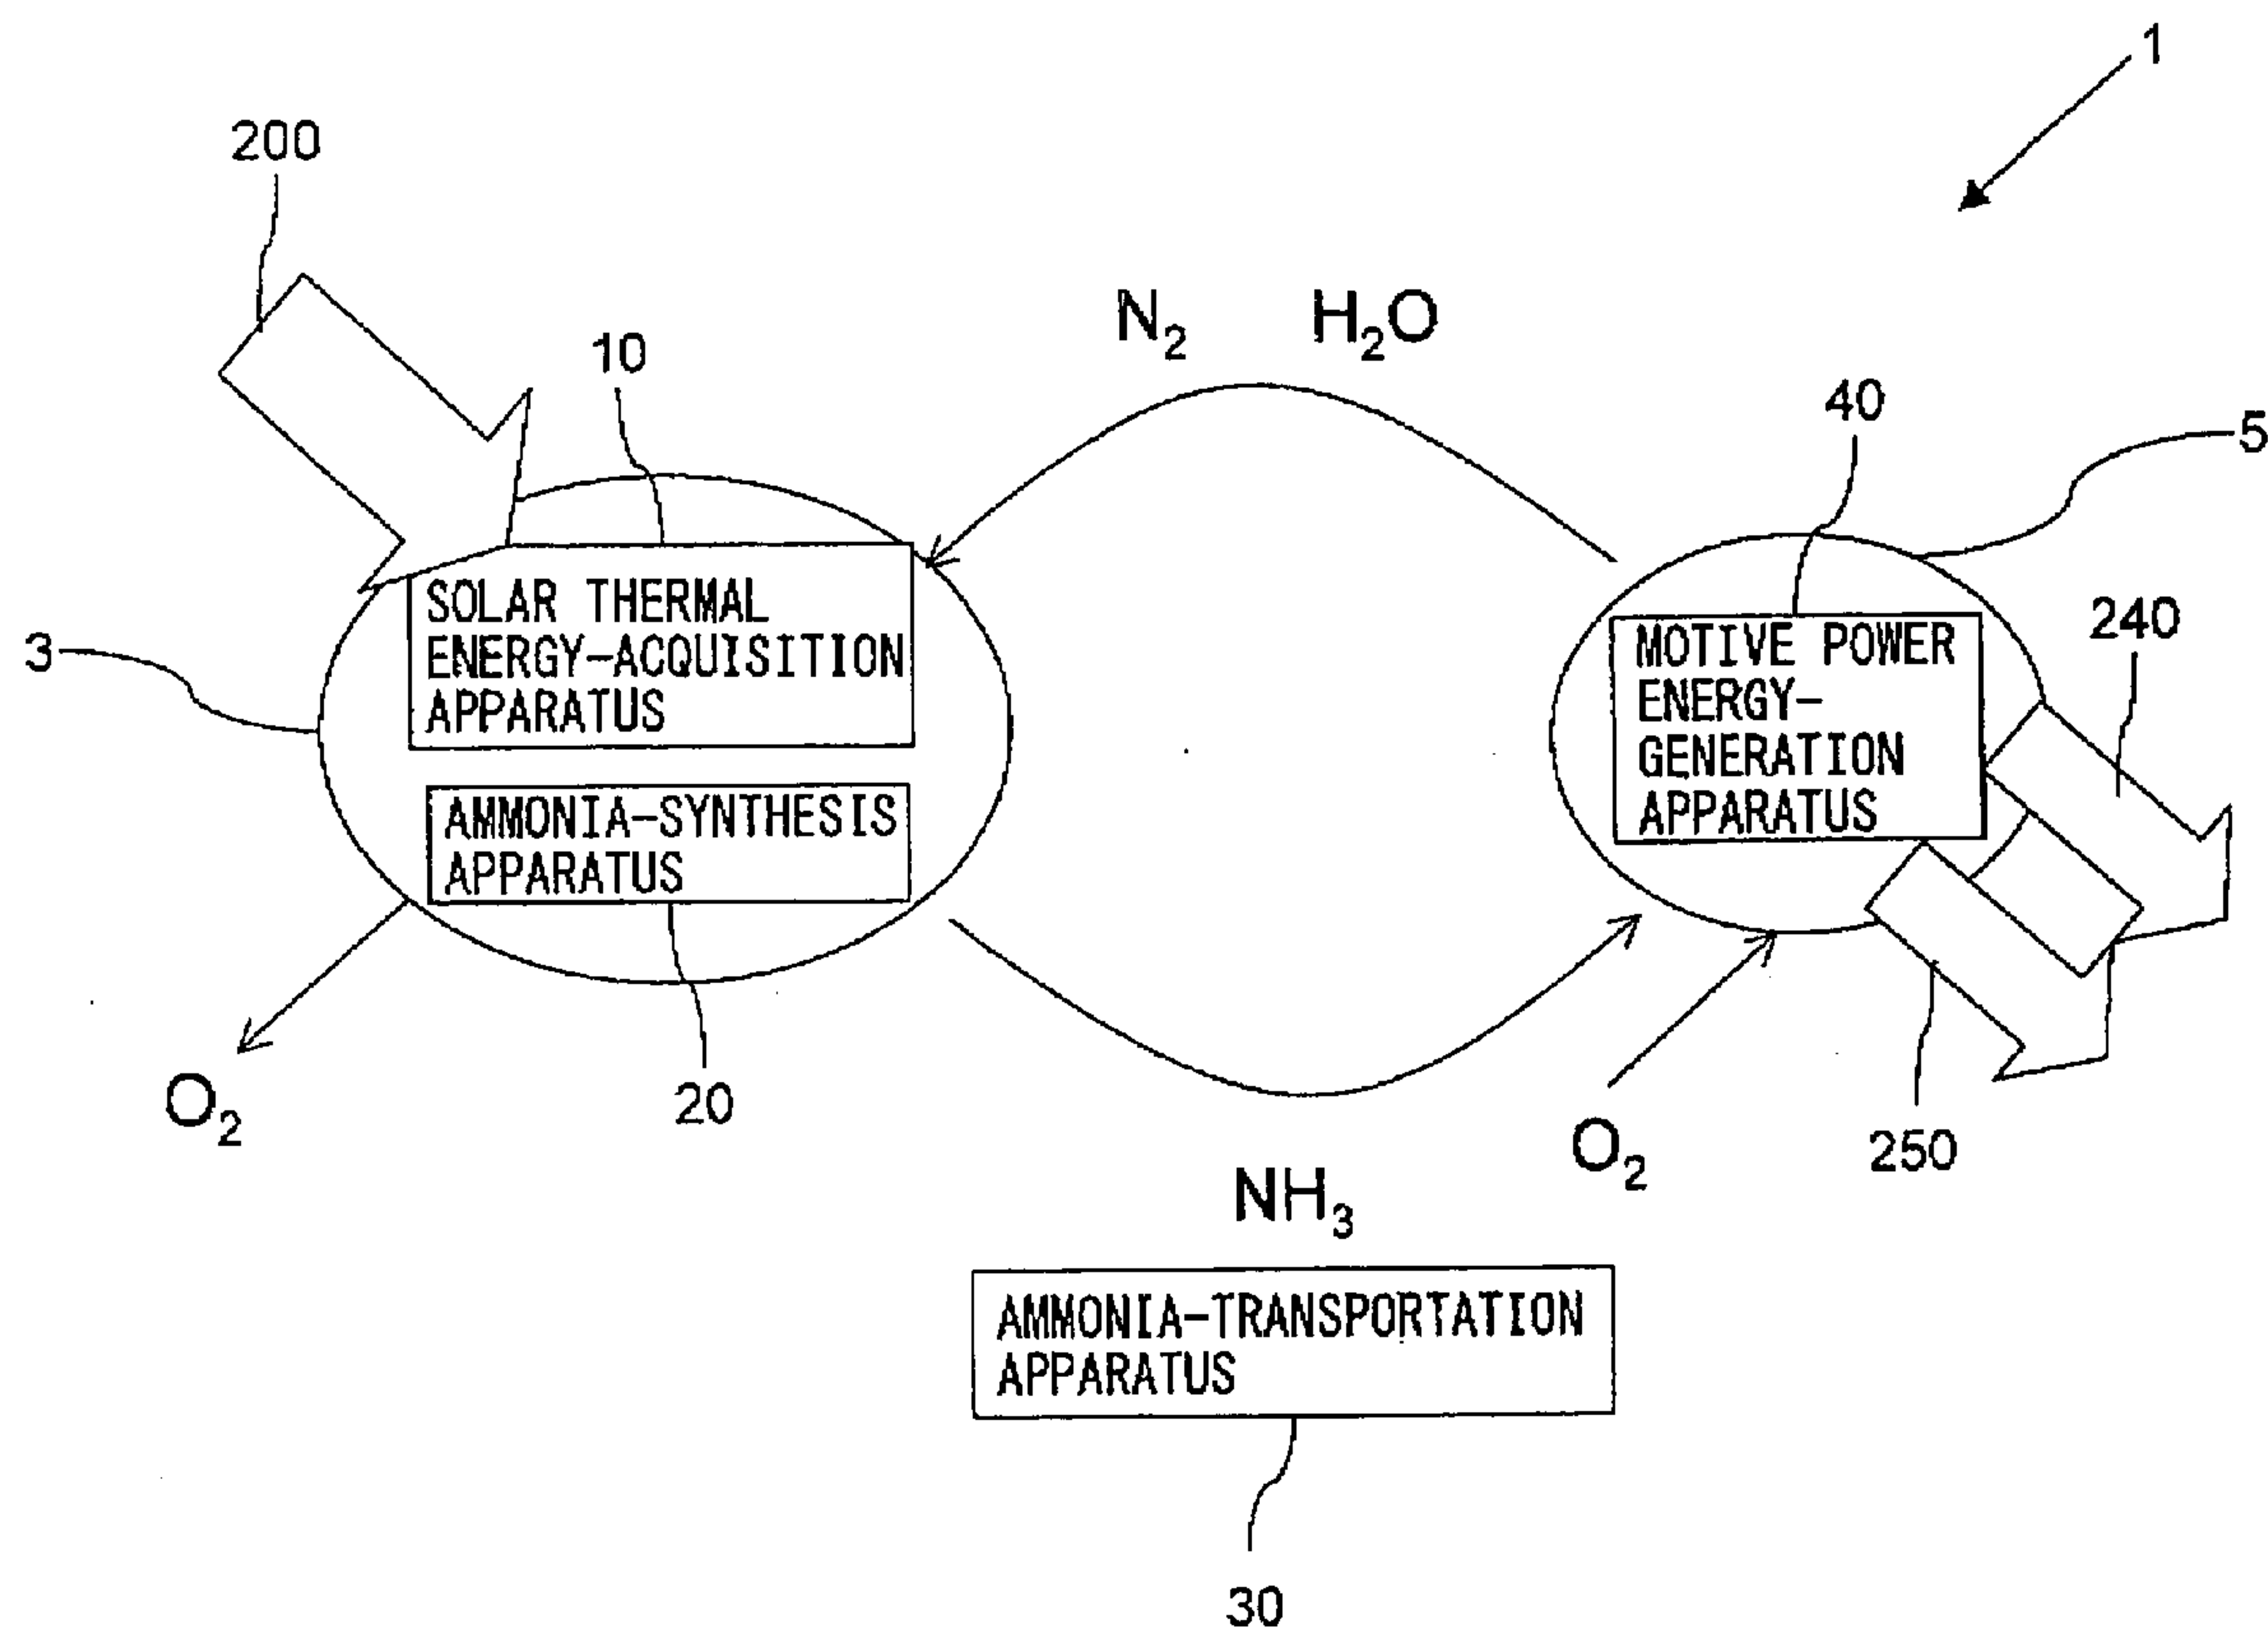 1
200
N2 H2O
10
40
5
240
SOLAR THERMAL
ENERGY-ACQUISITION
APPARATUS
3
MOTIVE POWER
ENERGY-
GENERATION
APPARATUS
AMMONIA-SYNTHESIS
APPARATUS
O2
20
O2
250
NH3
AMMONIA-TRANSPORTATION
APPARATUS
30